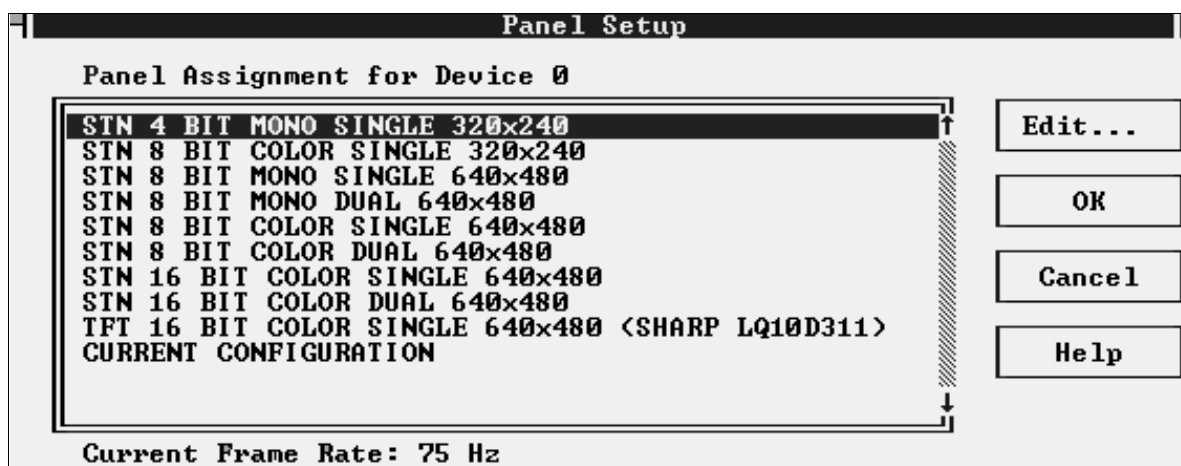 Panel Setup
Panel Assignment for Device 0
STN 4 BIT MONO SINGLE 320x240
STN 8 BIT COLOR SINGLE 320x240
STN 8 BIT MONO SINGLE 640x480
STN 8 BIT MONO DUAL 640x480
STN 8 BIT COLOR SINGLE 640x480
STN 8 BIT COLOR DUAL 640x480
STN 16 BIT COLOR SINGLE 640x480
STN 16 BIT COLOR DUAL 640x480
TFT 16 BIT COLOR SINGLE 640x480 (SHARP LQ10D311)
CURRENT CONFIGURATION
Edit...
OK
Cancel
Help
Current Frame Rate: 75 Hz